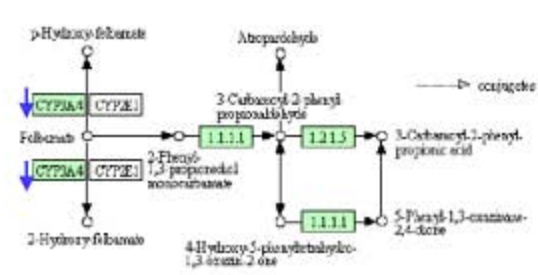 p-Hydroxy-felbamate
Atropardehyde
conjugates
CYP3A4 CYP2E1
3-Carbamoyl-2-phenyl-
propionaldehyde
Felbamate
1.1.1.1
1.2.1.5
3-Carbamoyl-2-phenyl-
propionic acid
2-Phenyl-
1,3-propanediol
monocarbamate
CYP3A4 CYP2E1
2-Hydroxy-felbamate
4-Hydroxy-5-phenyltetrahydro-
1,3-oxazin-2-one
1.1.1.1
5-Phenyl-1,3-oxazinane-
2,4-dione